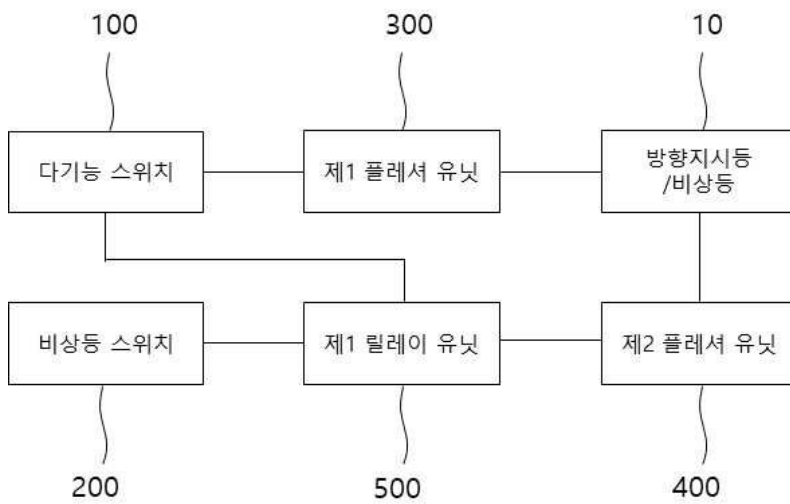 100
300
10
다기능 스위치
제1 플레셔 유닛
방향지시등
/비상등
비상등 스위치
제1 릴레이 유닛
제2 플레셔 유닛
200
500
400